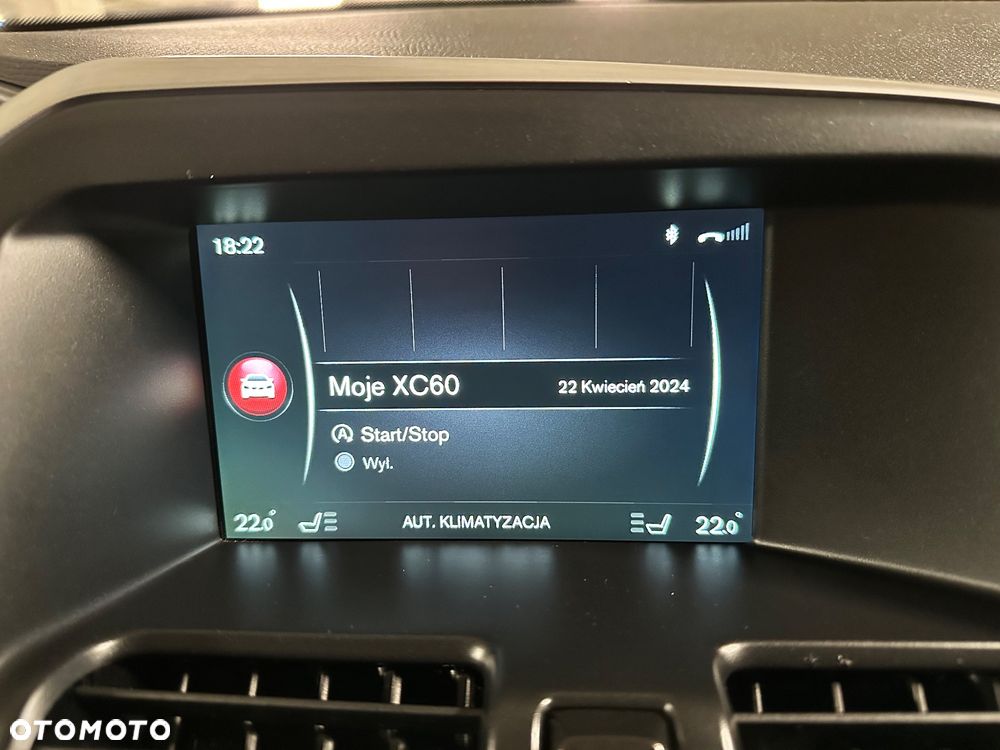 18:22
Moje XC60 22 Kwiecień 2024
A Start/Stop
Wył.
22.0° AUT. KLIMATYZACJA 22.0°
OTOMOTO